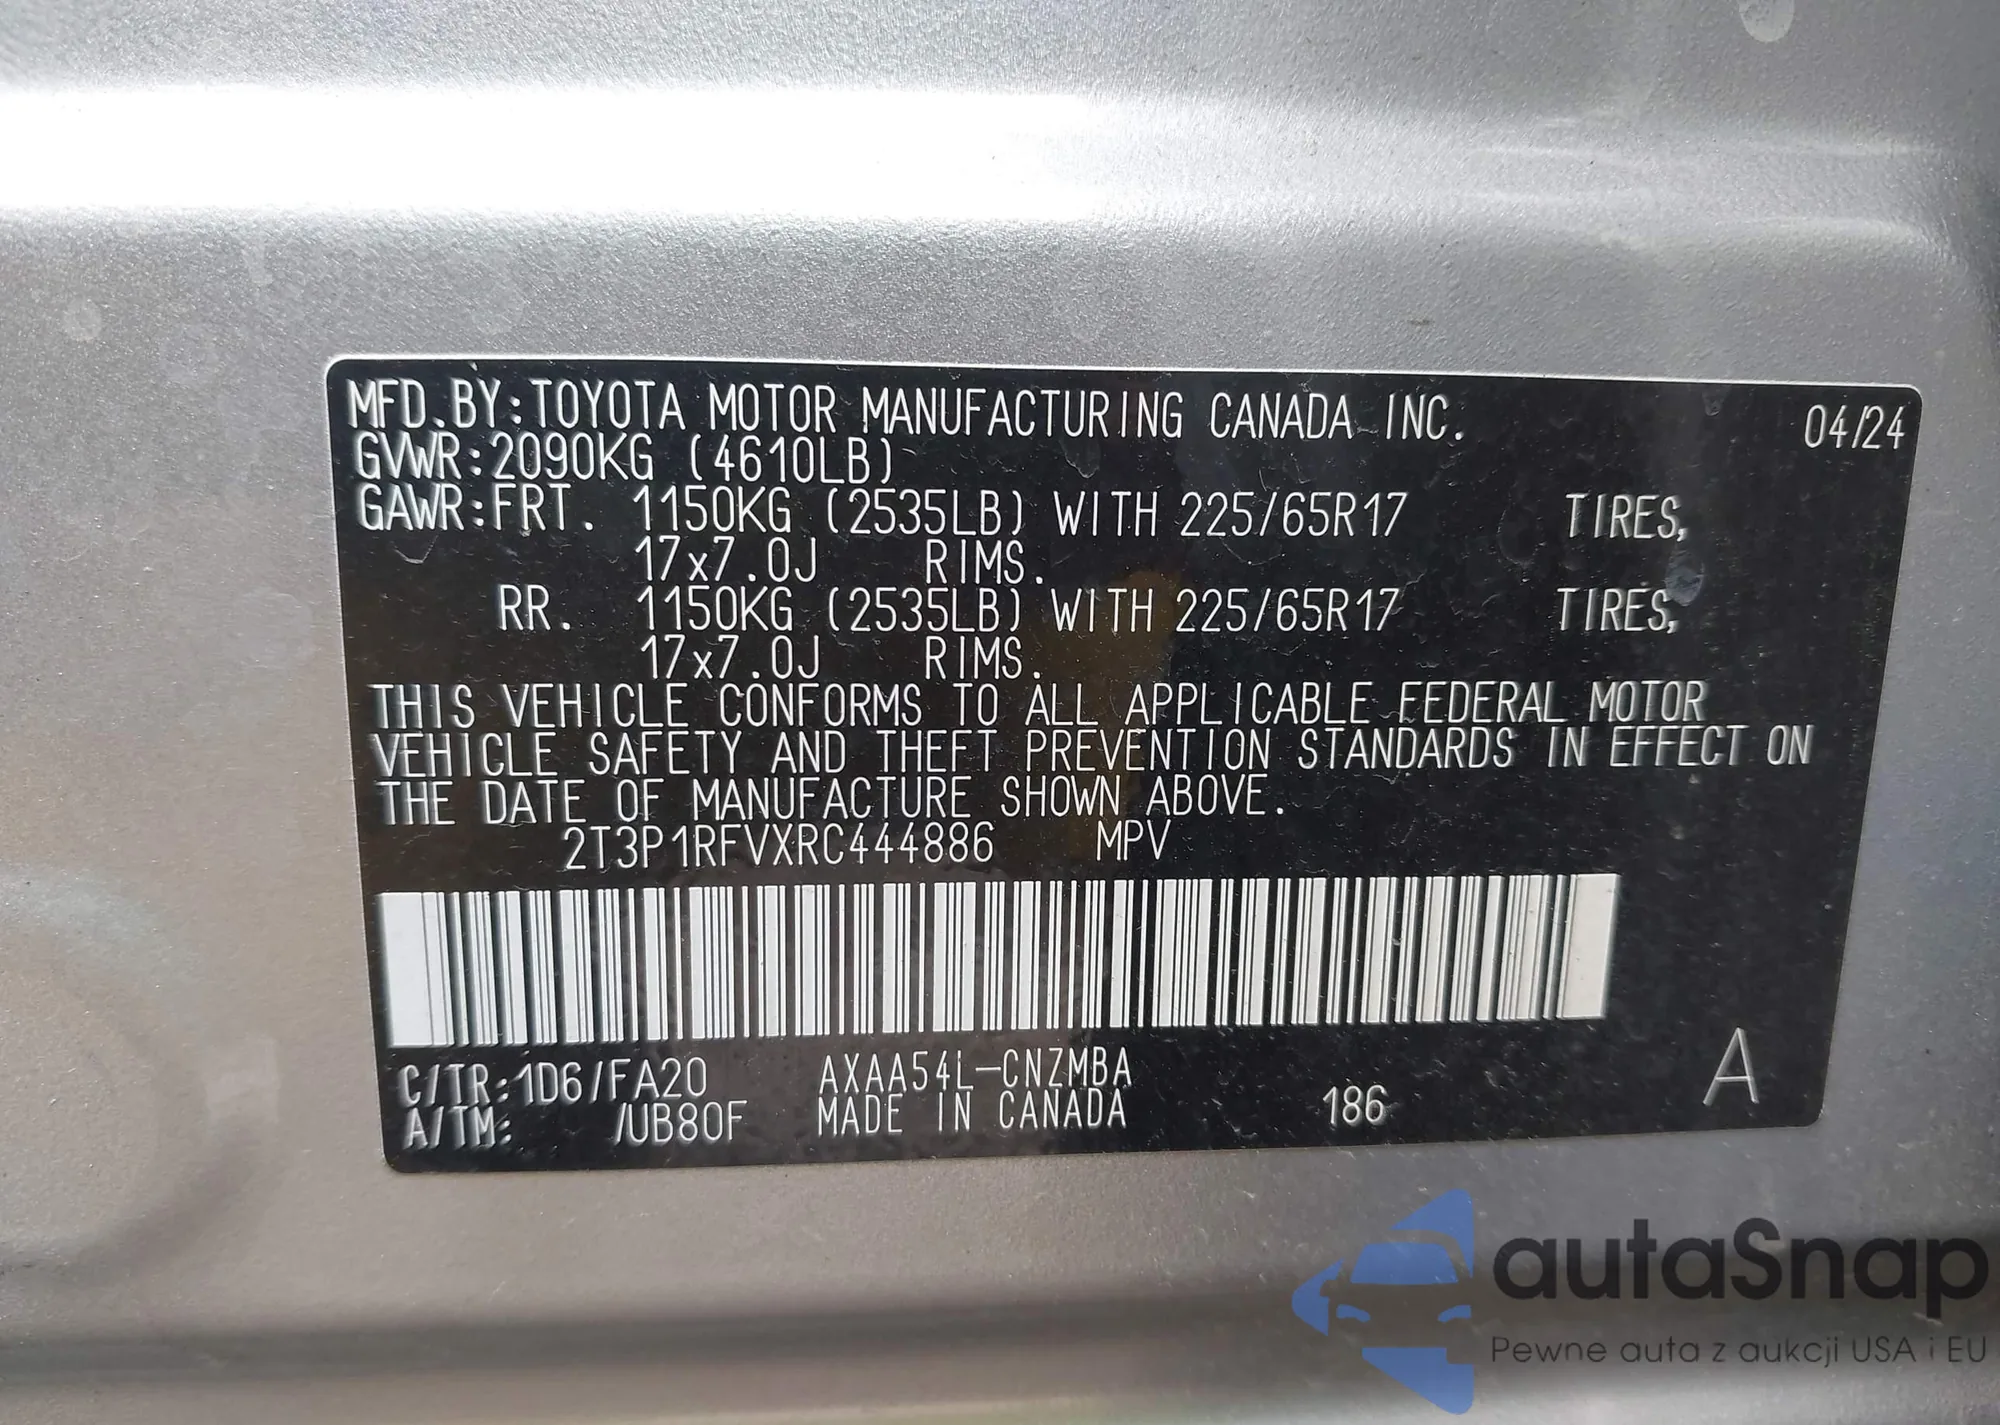 MFD.BY:TOYOTA MOTOR MANUFACTURING CANADA INC. 04/24
GVWR:2090KG (4610LB)
GAWR:FRT. 1150KG (2535LB) WITH 225/65R17 TIRES,
17x7.0J RIMS.
RR. 1150KG (2535LB) WITH 225/65R17 TIRES,
17x7.0J RIMS.
THIS VEHICLE CONFORMS TO ALL APPLICABLE FEDERAL MOTOR
VEHICLE SAFETY AND THEFT PREVENTION STANDARDS IN EFFECT ON
THE DATE OF MANUFACTURE SHOWN ABOVE.
2T3P1RFVXRC444886 MPV
C/TR:1D6/FA20 AXAA54L-CNZMBA
A/TM: /UB80F MADE IN CANADA 186 A
autaSnap
Pewne auta z aukcji USA i EU